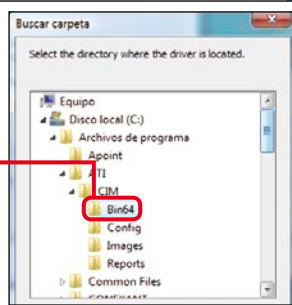 Buscar carpeta
Select the directory where the driver is located.
Equipo
Disco local (C:)
Archivos de programa
Apoint
ATI
CIM
Bin64
Config
Images
Reports
Common Files
CONEXANT